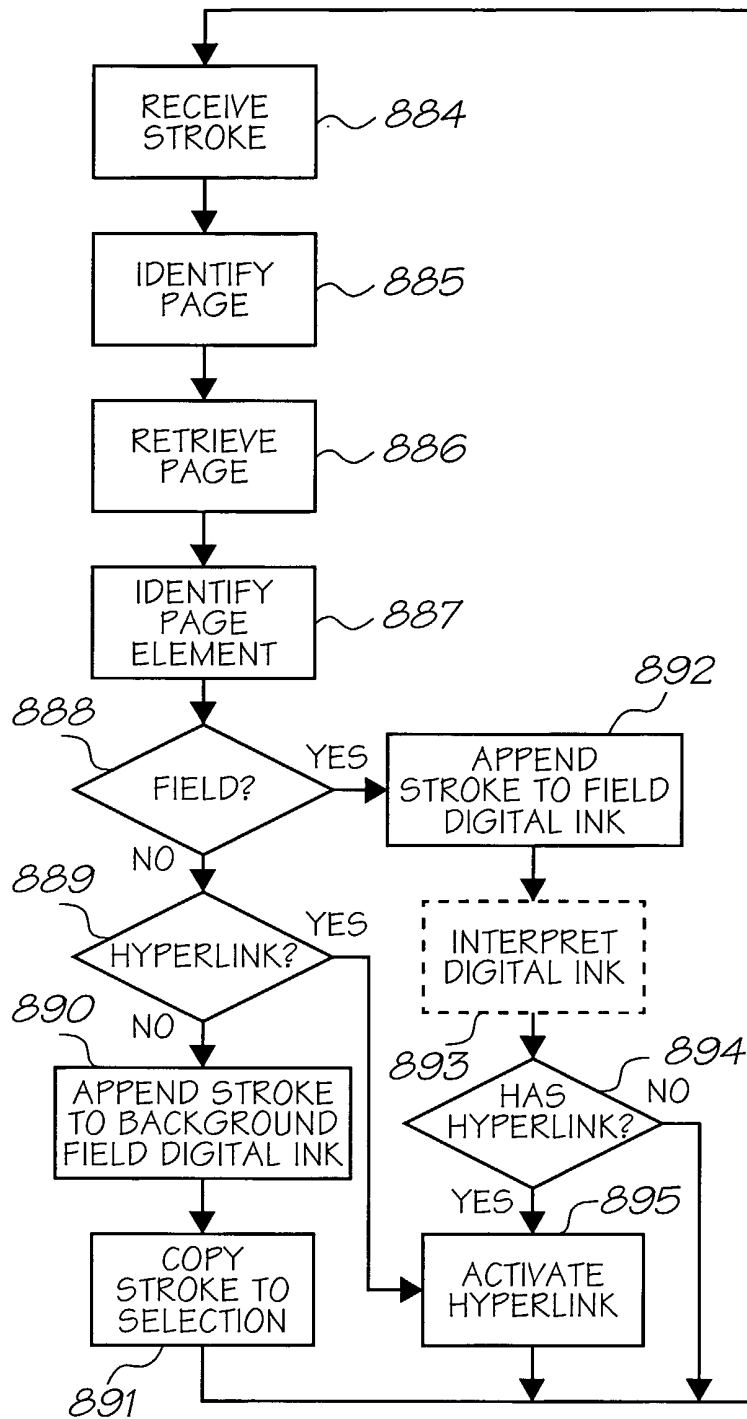 RECEIVE
STROKE
884
IDENTIFY
PAGE
885
RETRIEVE
PAGE
886
IDENTIFY
PAGE
ELEMENT
887
888
FIELD?
YES
NO
892
APPEND
STROKE TO FIELD
DIGITAL INK
889
HYPERLINK?
YES
NO
INTERPRET
DIGITAL INK
893
890
APPEND STROKE
TO BACKGROUND
FIELD DIGITAL INK
894
HAS
HYPERLINK?
NO
YES
895
COPY
STROKE TO
SELECTION
891
ACTIVATE
HYPERLINK